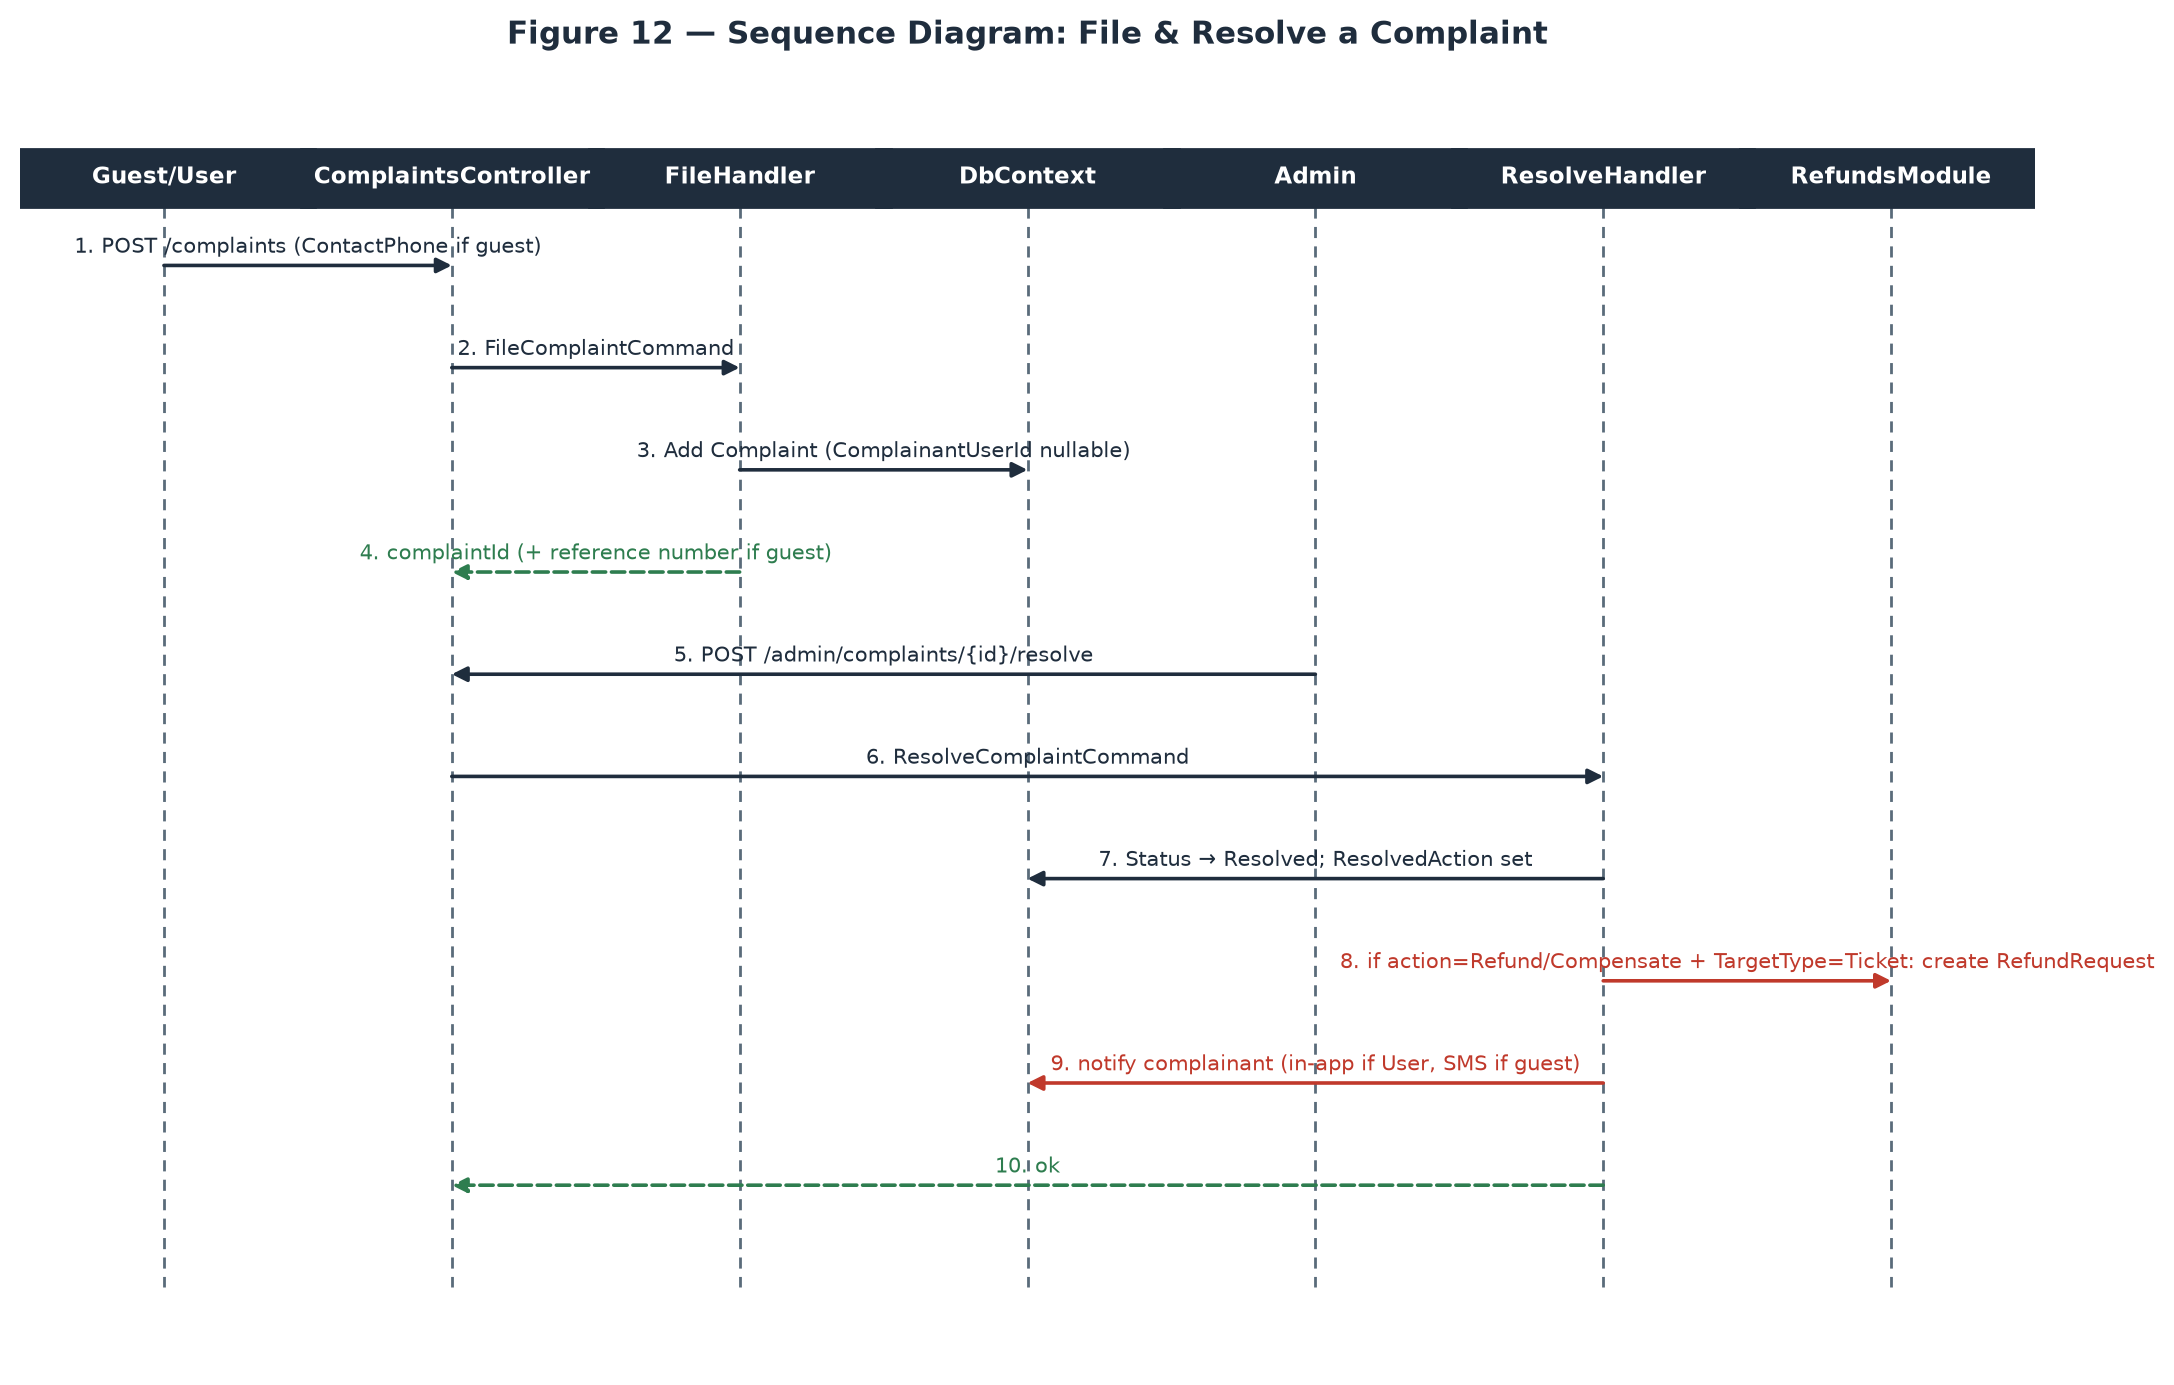 Figure 12 — Sequence Diagram: File & Resolve a Complaint
Guest/User ComplaintsController FileHandler DbContext Admin ResolveHandler RefundsModule
1. POST /complaints (ContactPhone if guest)
2. FileComplaintCommand
3. Add Complaint (ComplainantUserId nullable)
4. complaintId (+ reference number if guest)
5. POST /admin/complaints/{id}/resolve
6. ResolveComplaintCommand
7. Status → Resolved; ResolvedAction set
8. if action=Refund/Compensate + TargetType=Ticket: create RefundRequest
9. notify complainant (in-app if User, SMS if guest)
10. ok